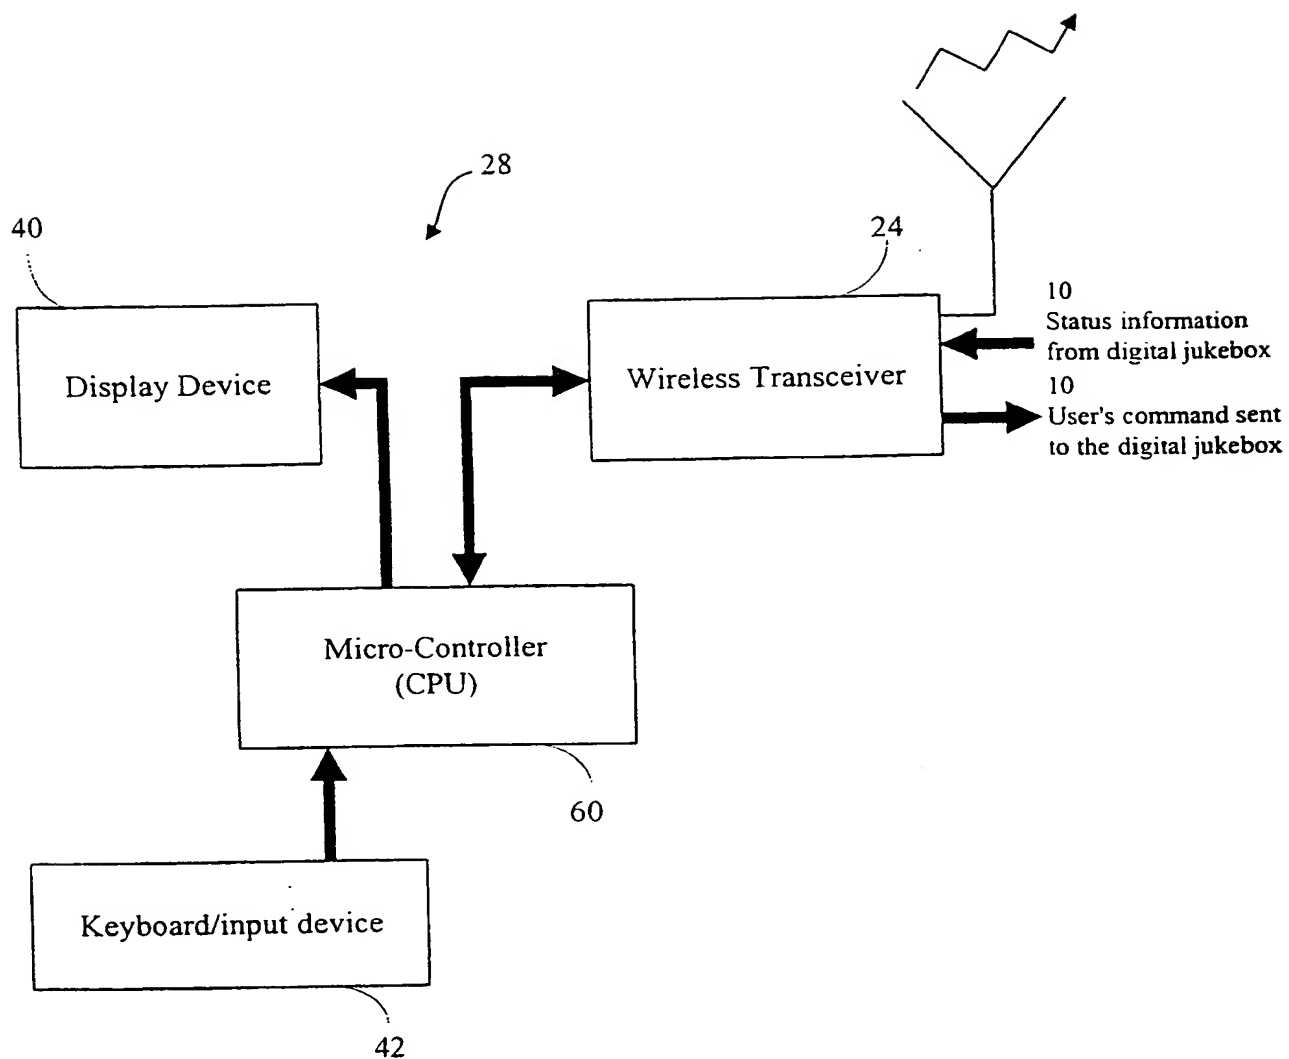 28
40
24
10
Status information
from digital jukebox
10
User's command sent
to the digital jukebox
Display Device
Wireless Transceiver
Micro-Controller
(CPU)
60
Keyboard/input device
42